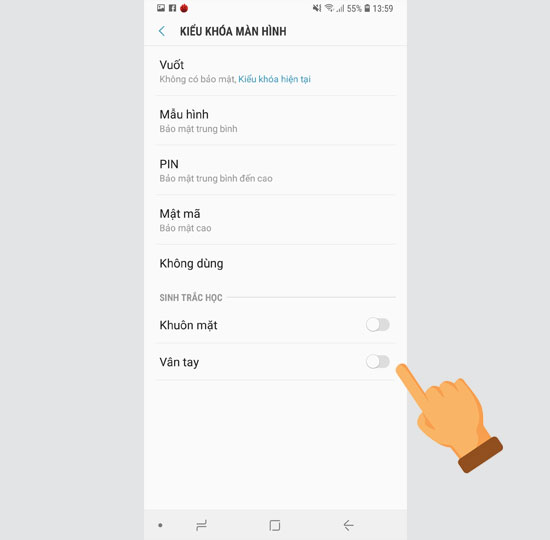 55% 13:59
KIỂU KHÓA MÀN HÌNH
Vuốt
Không có bảo mật, Kiểu khóa hiện tại
Mẫu hình
Bảo mật trung bình
PIN
Bảo mật trung bình đến cao
Mật mã
Bảo mật cao
Không dùng
SINH TRẮC HỌC
Khuôn mặt
Vân tay